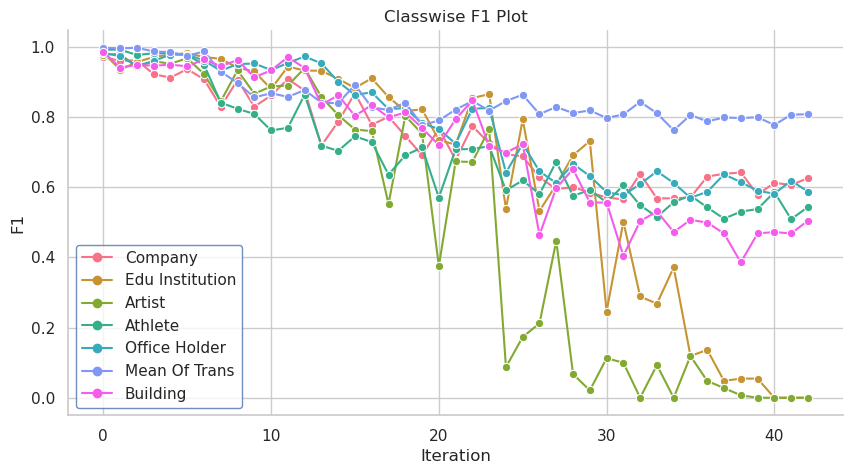 Classwise F1 Plot
F1
1.0
0.8
0.6
0.4
0.2
0.0
Company
Edu Institution
Artist
Athlete
Office Holder
Mean Of Trans
Building
0 10 20 30 40
Iteration